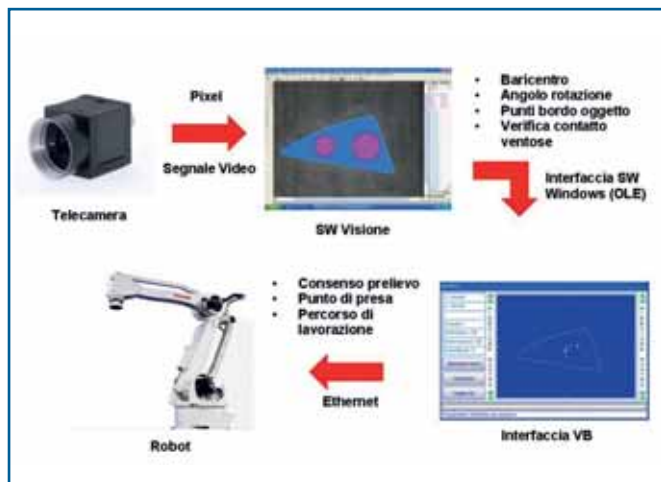 Pixel
Segnale Video
Telecamera
SW Visione
• Baricentro
• Angolo rotazione
• Punti bordo oggetto
• Verifica contatto
ventose
Interfaccia SW
Windows (OLE)
• Consenso prelievo
• Punto di presa
• Percorso di
lavorazione
Ethernet
Robot
Interfaccia VB